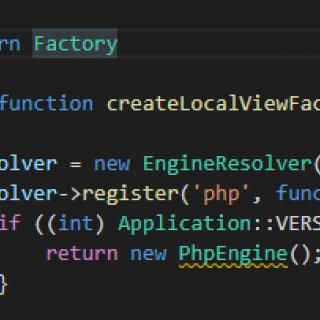 rn Factory
function createLocalViewFac
olver = new EngineResolver(
olver->register('php', func
if ((int) Application::VERS
return new PhpEngine();
}